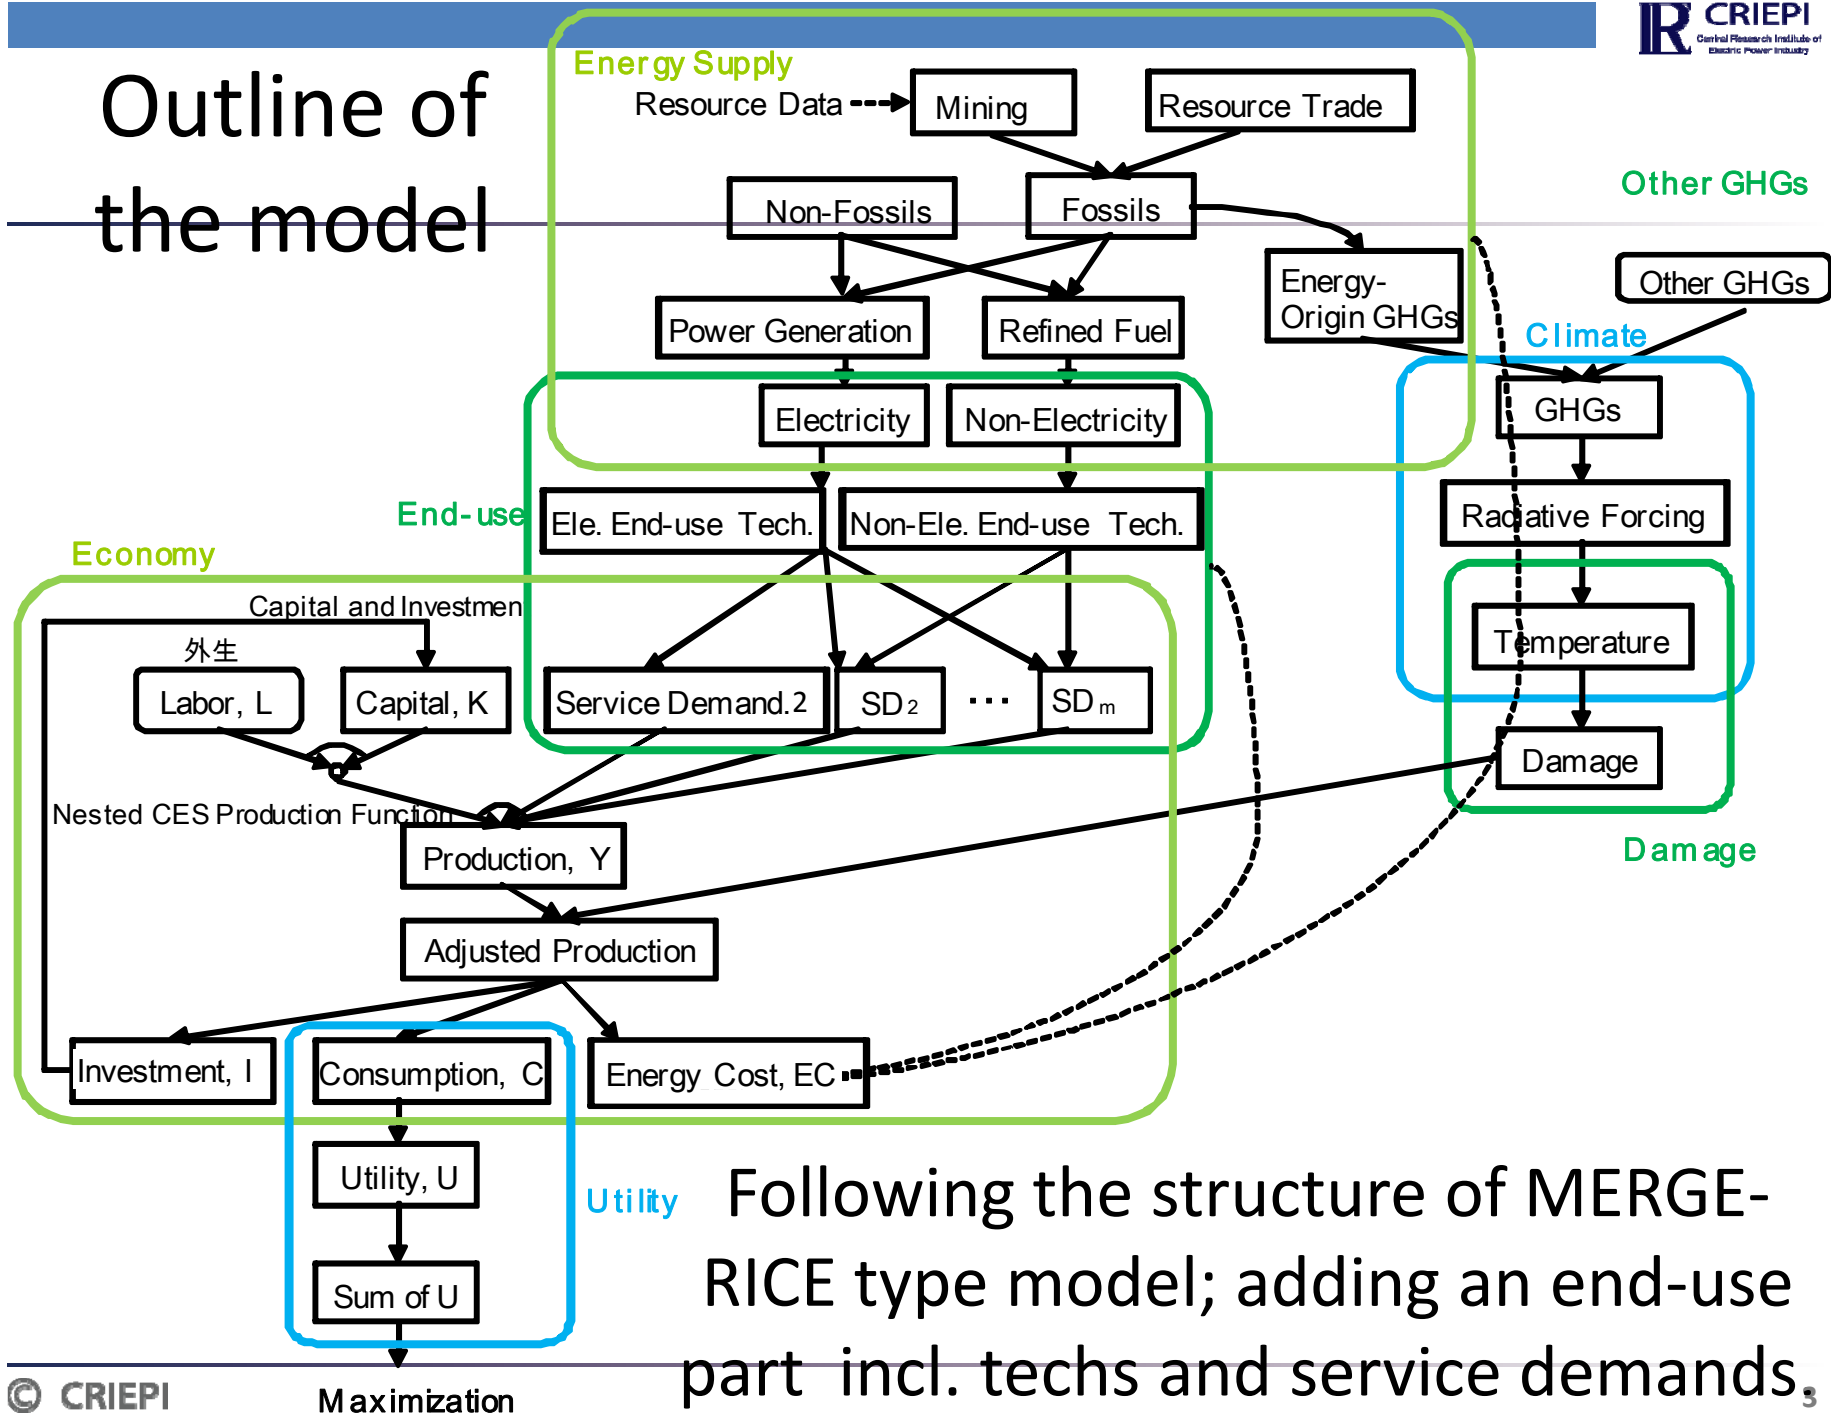 CRIEPI
Central Research Institute of
Electric Power Industry
Outline of
the model
Energy Supply
Resource Data
Mining
Resource Trade
Other GHGs
Non-Fossils
Fossils
Energy-
Origin GHGs
Other GHGs
Power Generation
Refined Fuel
Climate
Electricity
Non-Electricity
GHGs
End-use
Ele. End-use Tech.
Non-Ele. End-use Tech.
Radiative Forcing
Economy
Capital and Investmen
外生
Temperature
Labor, L
Capital, K
Service Demand.2
SD2
...
SDm
Damage
Nested CES Production Function
Production, Y
Damage
Adjusted Production
Investment, I
Consumption, C
Energy Cost, EC
Utility, U
Utility
Sum of U
Maximization
Following the structure of MERGE-
RICE type model; adding an end-use
part incl. techs and service demands.
© CRIEPI
3